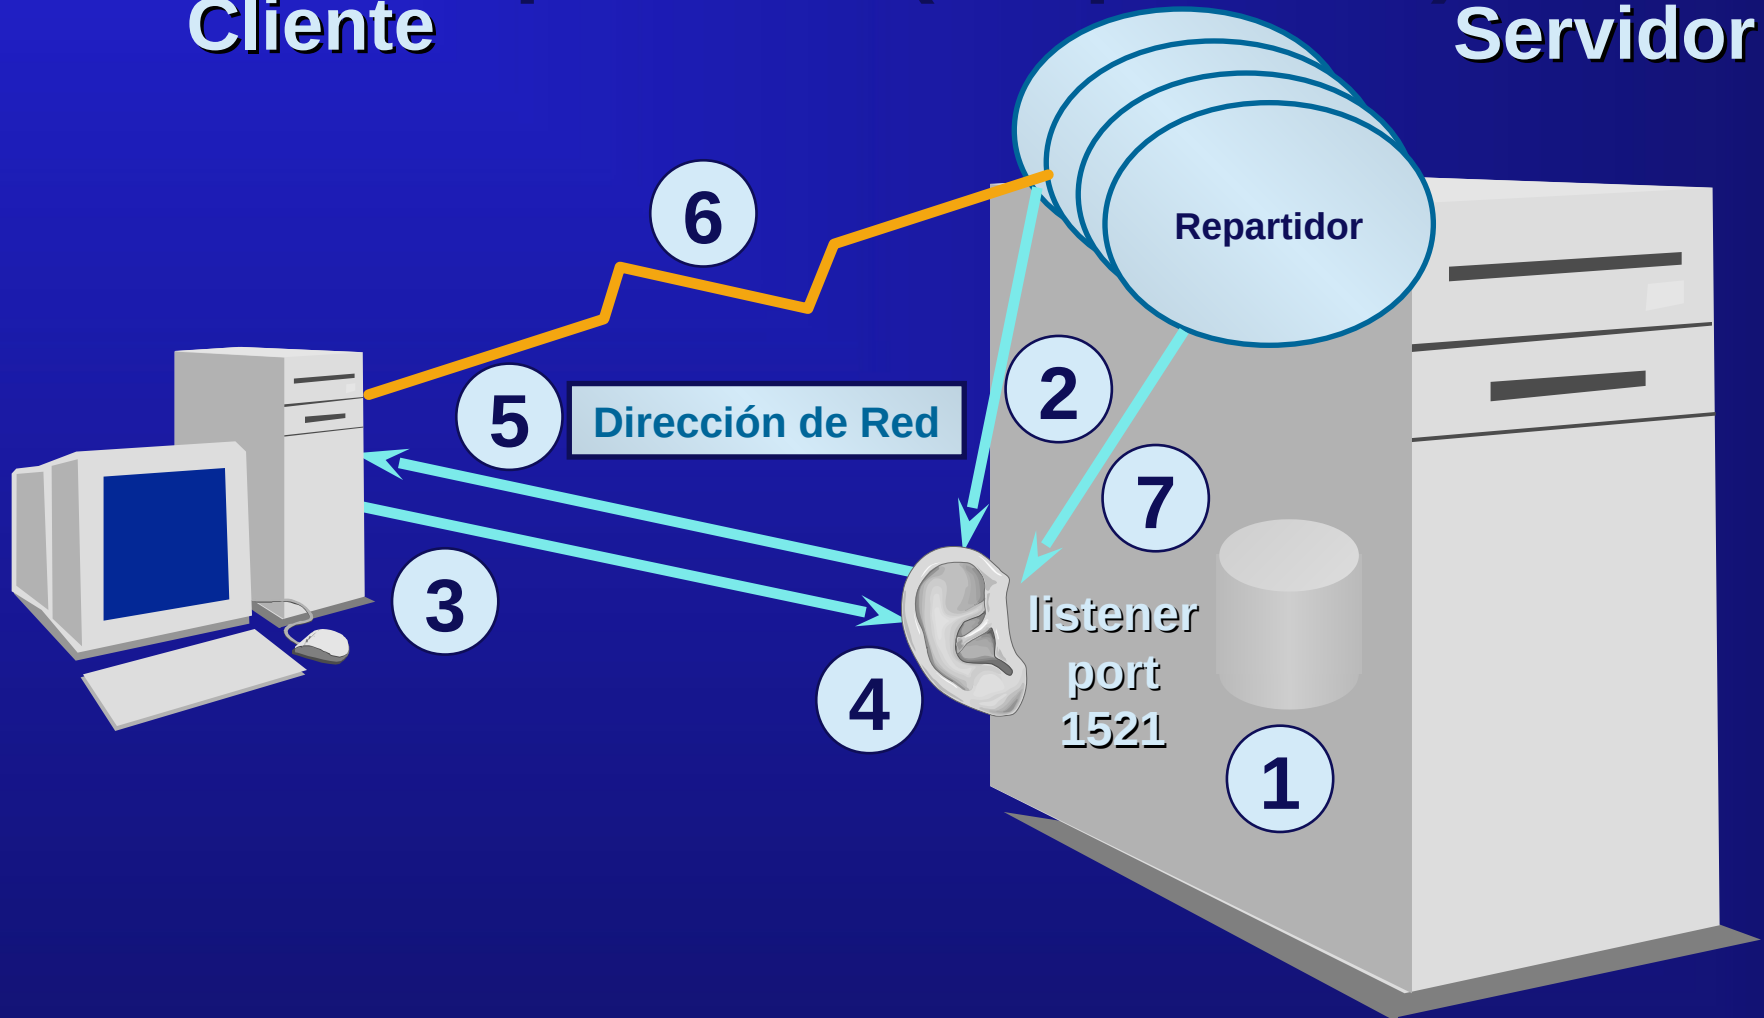 Cliente
Servidor
Repartidor
6
5
Dirección de Red
2
7
3
listener
port
1521
4
1